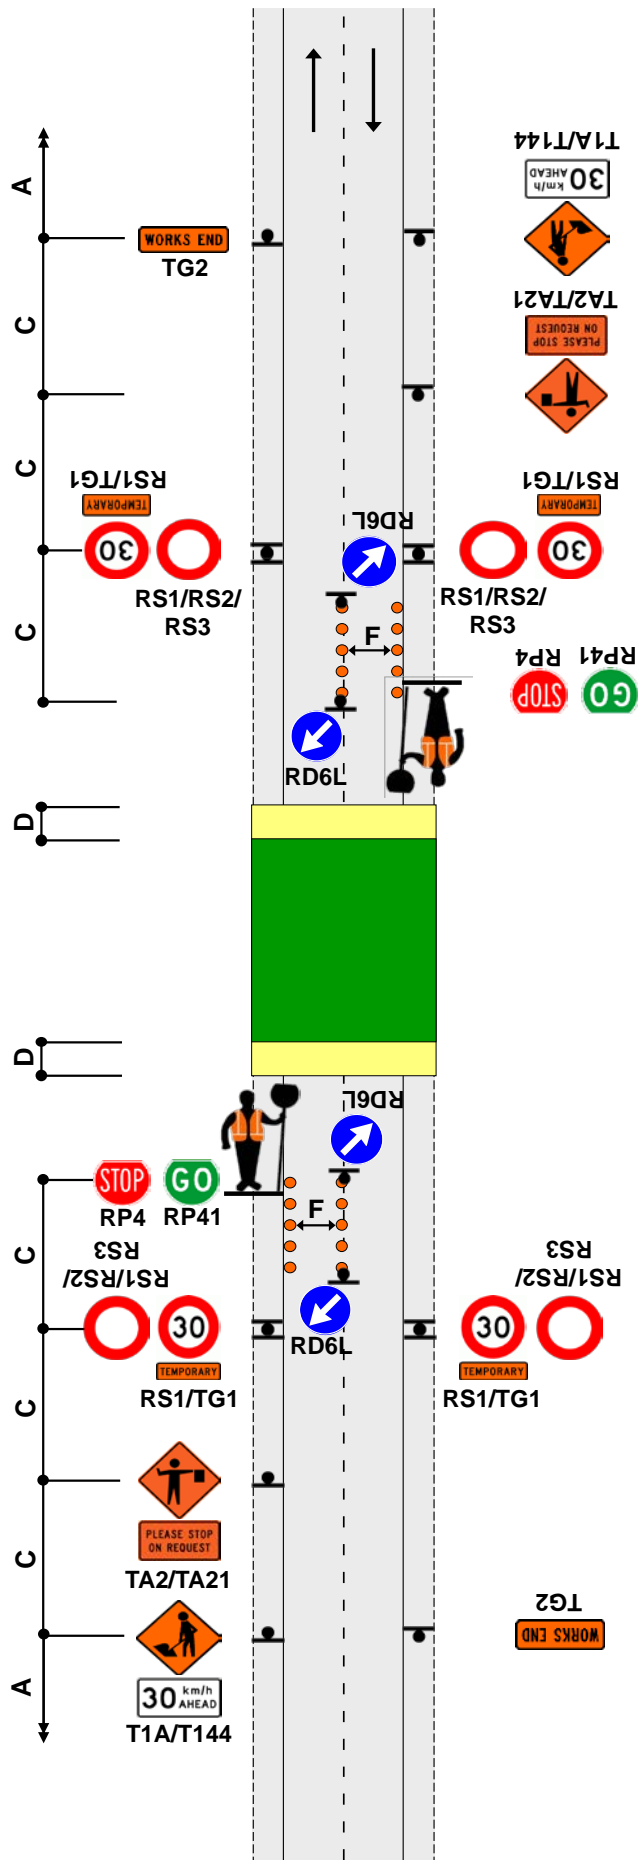 T1A/T144
A
30 km/h
AHEAD
WORKS END
TG2
TA2/TA21
C
PLEASE STOP
ON REQUEST
C
RS1/TG1
TEMPORARY
30
RS1/RS2/
RS3
RD6L
RS1/TG1
TEMPORARY
30
RS1/RS2/
RS3
C
F
RP4
RP41
STOP
GO
RD6L
D
D
RD6L
STOP
GO
RP4
RP41
F
C
RS1/RS2/
RS3
30
TEMPORARY
RS1/TG1
RD6L
30
TEMPORARY
RS1/TG1
RS1/RS2/
RS3
C
PLEASE STOP
ON REQUEST
TA2/TA21
C
TG2
WORKS END
A
30 km/h
AHEAD
T1A/T144